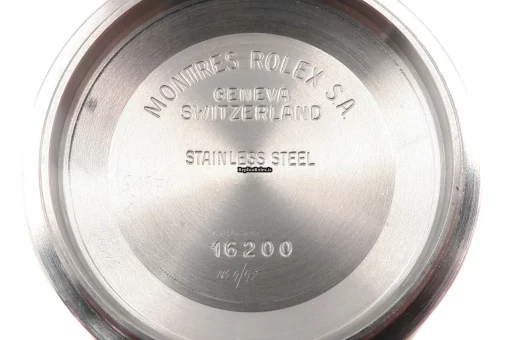 MONTRES ROLEX S.A.
GENEVA
SWITZERLAND
STAINLESS STEEL
16200